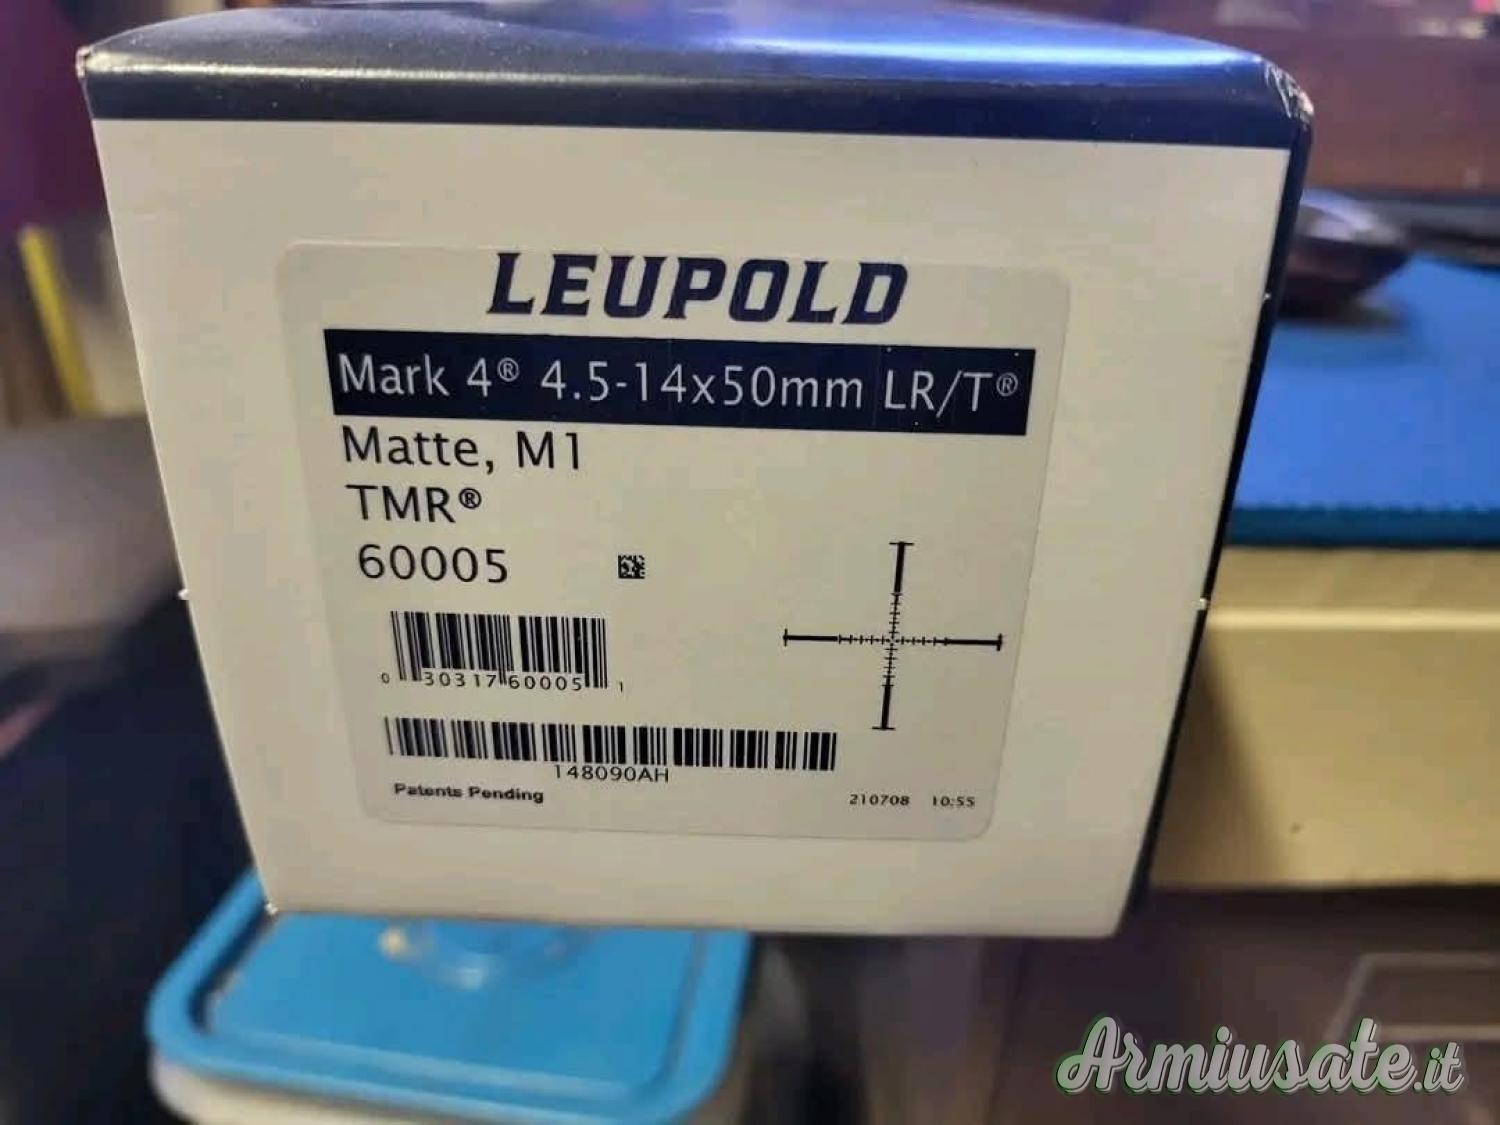 LEUPOLD
Mark 4® 4.5-14x50mm LR/T®
Matte, M1
TMR®
60005
0 30317 60005 1
148090AH
Patents Pending
210708 10:55
Armiusate.it